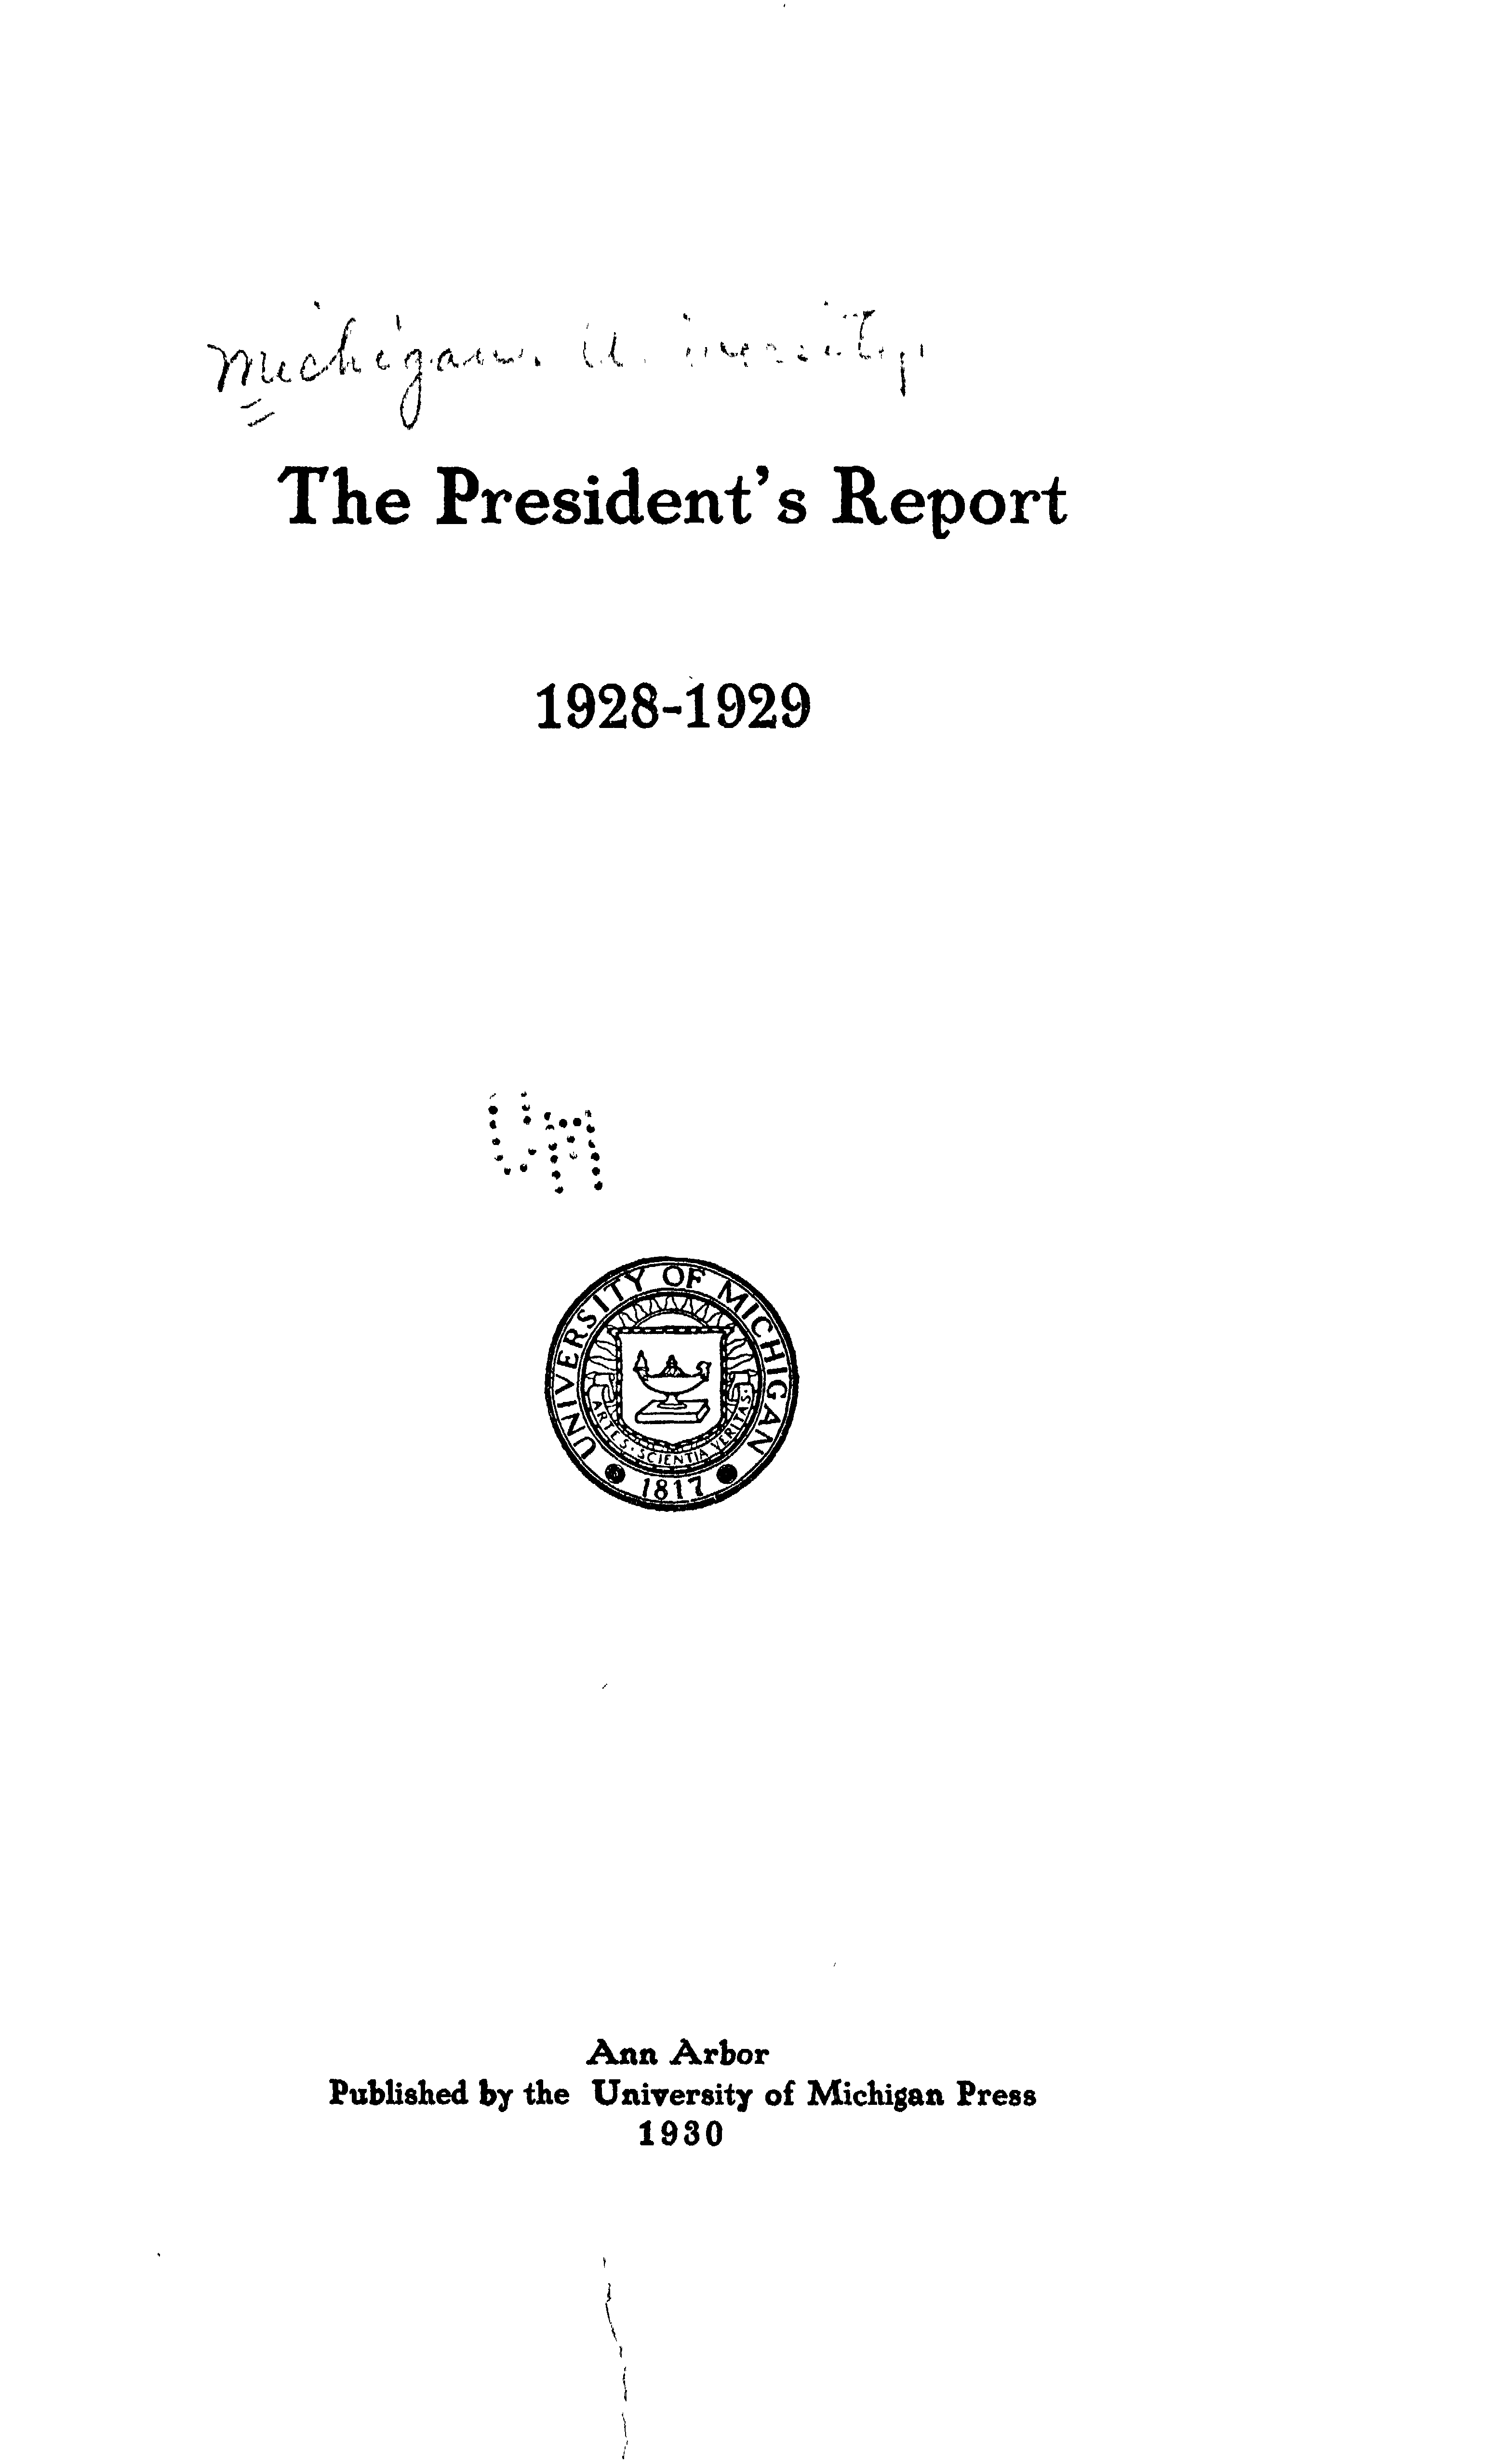 Michigan. University.
The President's Report
1928-1929
UM
UNIVERSITY OF MICHIGAN
ARTES · SCIENTIA VERITAS ·
1817
Ann Arbor
Published by the University of Michigan Press
1930